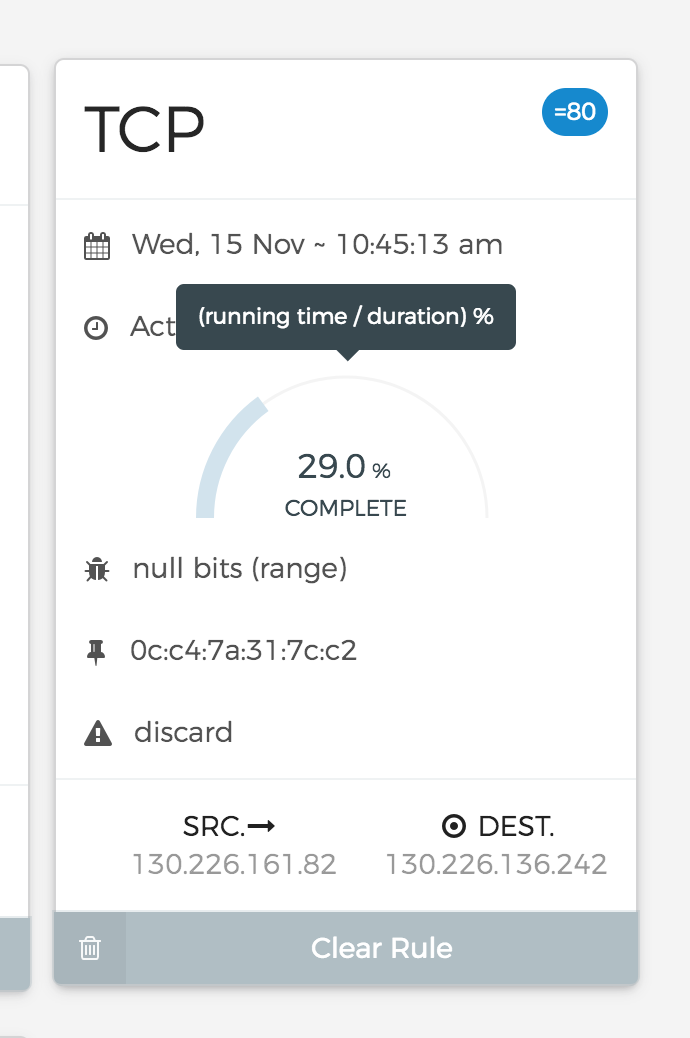 TCP
=80
Wed, 15 Nov ~ 10:45:13 am
Act
(running time / duration) %
29.0 %
COMPLETE
null bits (range)
0c:c4:7a:31:7c:c2
discard
SRC.
DEST.
130.226.161.82
130.226.136.242
Clear Rule